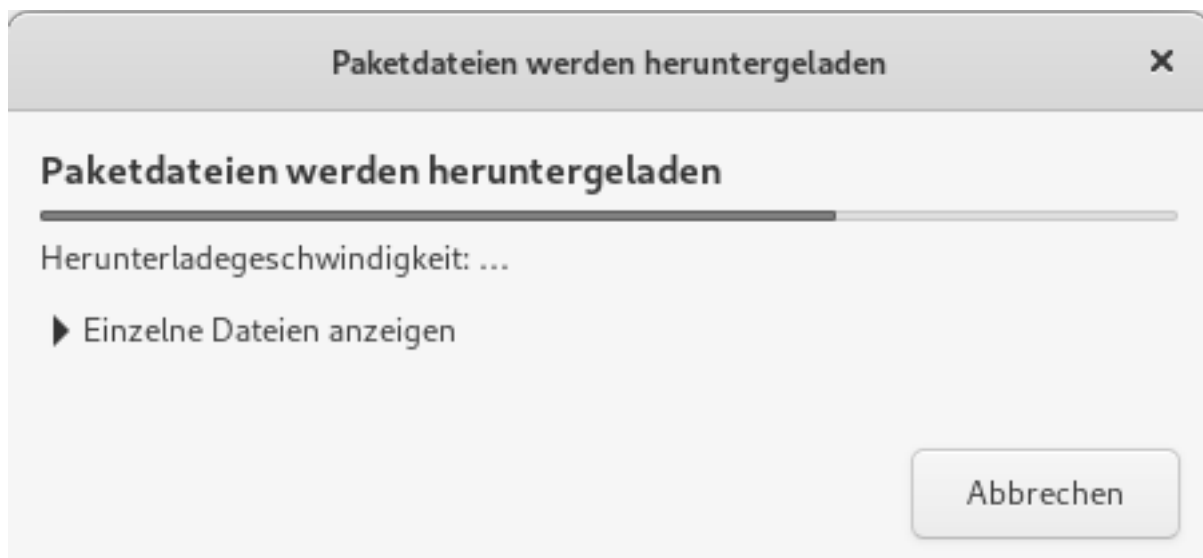 Paketdateien werden heruntergeladen
Paketdateien werden heruntergeladen
Herunterladegeschwindigkeit: ...
Einzelne Dateien anzeigen
Abbrechen